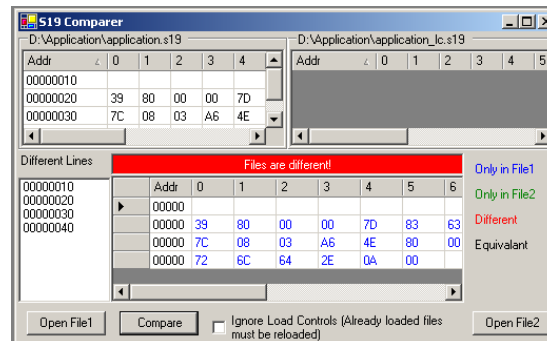 S19 Comparer
D:\Application\application.s19
D:\Application\application_lc.s19
Addr 0 1 2 3 4
00000010
00000020 39 80 00 00 7D
00000030 7C 08 03 A6 4E
Addr 0 1 2 3 4 5
Different Lines
00000010
00000020
00000030
00000040
Files are different!
Addr 0 1 2 3 4 5 6
00000
00000 39 80 00 00 7D 83 63
00000 7C 08 03 A6 4E 80 00
00000 72 6C 64 2E 0A 00
Only in File1
Only in File2
Different
Equivalant
Open File1
Compare
Ignore Load Controls (Already loaded files
must be reloaded)
Open File2